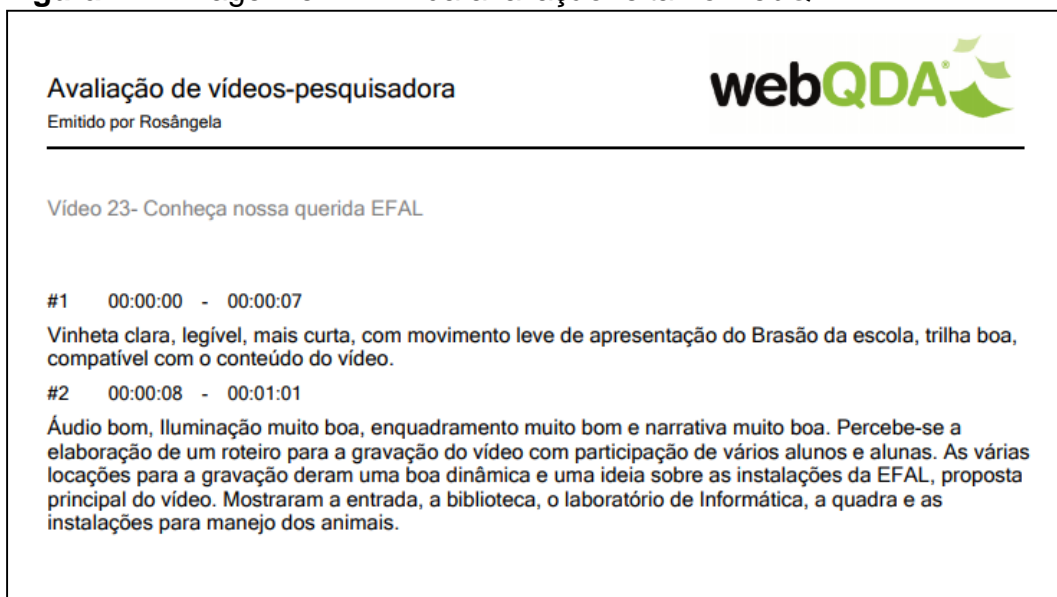 Avaliação de vídeos-pesquisadora
Emitido por Rosângela
webQDA®
Vídeo 23- Conheça nossa querida EFAL
#1 00:00:00 - 00:00:07
Vinheta clara, legível, mais curta, com movimento leve de apresentação do Brasão da escola, trilha boa,
compatível com o conteúdo do vídeo.
#2 00:00:08 - 00:01:01
Áudio bom, Iluminação muito boa, enquadramento muito bom e narrativa muito boa. Percebe-se a
elaboração de um roteiro para a gravação do vídeo com participação de vários alunos e alunas. As várias
locações para a gravação deram uma boa dinâmica e uma ideia sobre as instalações da EFAL, proposta
principal do vídeo. Mostraram a entrada, a biblioteca, o laboratório de Informática, a quadra e as
instalações para manejo dos animais.